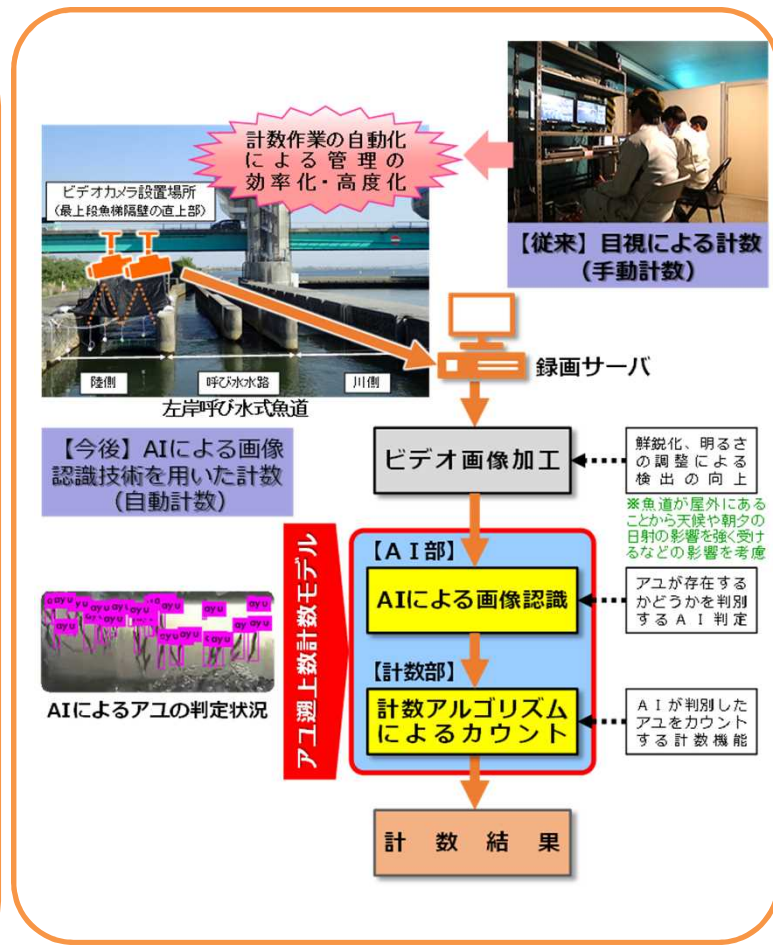 計数作業の自動化
による管理の
効率化・高度化
ビデオカメラ設置場所
(最上段魚梯隔壁の直上部)
【従来】目視による計数
(手動計数)
陸側
呼び水水路
川側
左岸呼び水式魚道
録画サーバ
【今後】AIによる画像
認識技術を用いた計数
(自動計数)
ビデオ画像加工
鮮鋭化、明るさ
の調整による
検出の向上
※魚道が屋外にある
ことから天候や朝夕の
日射の影響を強く受け
るなどの影響を考慮
アユ遡上数計数モデル
【AI部】
AIによる画像認識
アユが存在する
かどうかを判別
するAI判定
ayu
ayu
ayu
ayu
ayu
ayu
ayu
ayu
ayu
ayu
ayu
AIによるアユの判定状況
【計数部】
計数アルゴリズム
によるカウント
AIが判別した
アユをカウント
する計数機能
計数結果